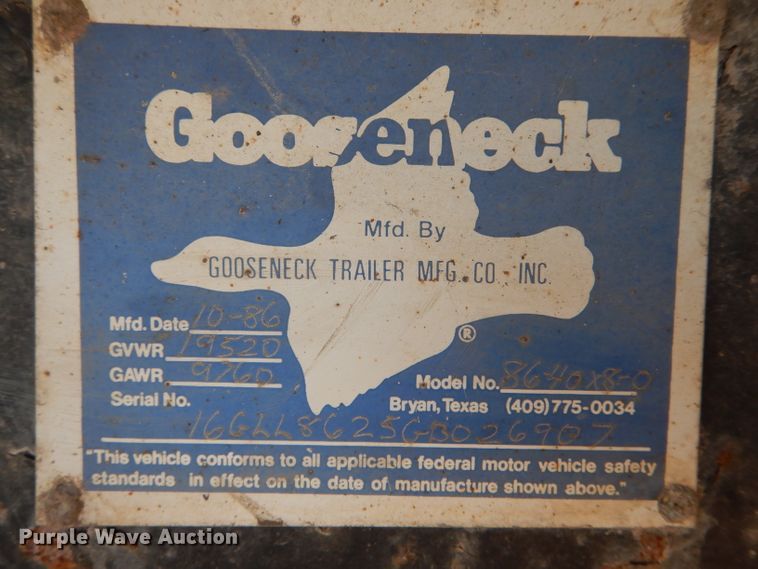 Gooseneck
Mfd. By
GOOSENECK TRAILER MFG. CO., INC.
®
Mfd. Date 10-86
GVWR 19520
GAWR 9760
Model No. 8640x8-0
Serial No.
Bryan, Texas (409)775-0034
16GLL8625GB026907
"This vehicle conforms to all applicable federal motor vehicle safety
standards in effect on the date of manufacture shown above."
Purple Wave Auction